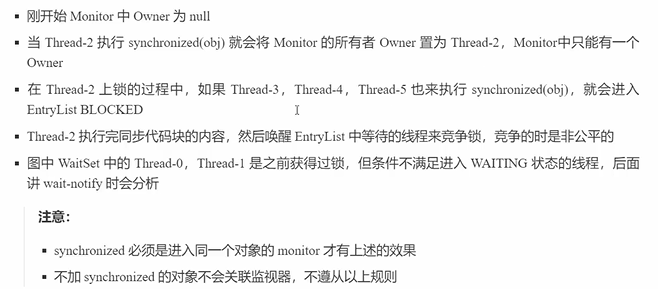 刚开始 Monitor 中 Owner 为 null
当 Thread-2 执行 synchronized(obj) 就会将 Monitor 的所有者 Owner 置为 Thread-2，Monitor中只能有一个
Owner
在 Thread-2 上锁的过程中，如果 Thread-3，Thread-4，Thread-5 也来执行 synchronized(obj)，就会进入
EntryList BLOCKED
Thread-2 执行完同步代码块的内容，然后唤醒 EntryList 中等待的线程来竞争锁，竞争的时是非公平的
图中 WaitSet 中的 Thread-0，Thread-1 是之前获得过锁，但条件不满足进入 WAITING 状态的线程，后面
讲 wait-notify 时会分析
注意：
synchronized 必须是进入同一个对象的 monitor 才有上述的效果
不加 synchronized 的对象不会关联监视器，不遵从以上规则